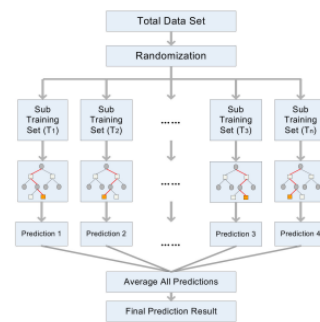 Total Data Set
Randomization
Sub
Training
Set (T1)
Sub
Training
Set (T2)
......
Sub
Training
Set (T3)
Sub
Training
Set (Tn)
......
Prediction 1
Prediction 2
......
Prediction 3
Prediction 4
Average All Predictions
Final Prediction Result